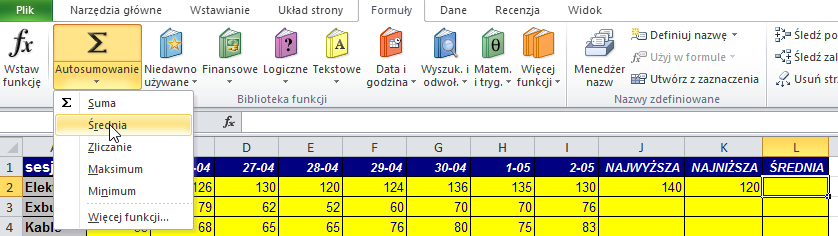 Plik Narzędzia główne Wstawianie Układ strony Formuły Dane Recenzja Widok
fx Σ Σ A θ Definiuj nazwę Śledź po
Wstaw Autosumowanie Niedawno Finansowe Logiczne Tekstowe Data i Wyszuk. i Matem. Więcej Menedżer Użyj w formule Śledź zal
funkcję używane godzina odwoł. i tryg. funkcji nazw Utwórz z zaznaczenia Usuń strz
Biblioteka funkcji Nazwy zdefiniowane
Σ Suma
Średnia fx
Zliczanie D E F G H I J K L
Maksimum 1 sesj -04 27-04 28-04 29-04 30-04 1-05 2-05 NAJWYŻSZA NAJNIŻSZA ŚREDNIA
Minimum 2 Elekt 126 130 120 124 136 135 130 140 120
3 Exbu 79 62 52 60 70 70 76
Więcej funkcji...
4 68 65 65 76 80 75 83